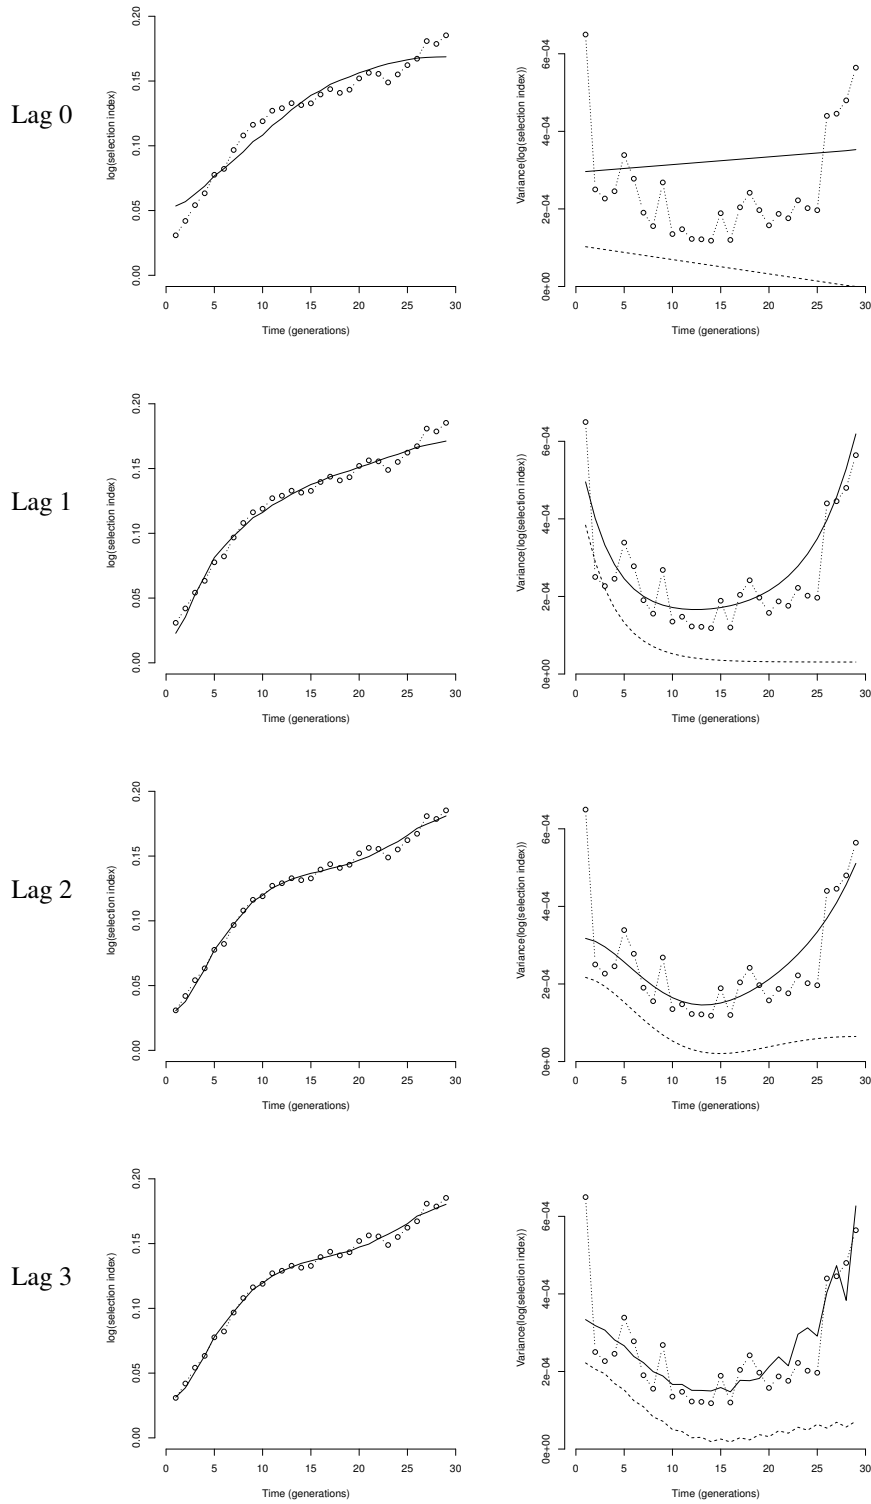 Lag 0
log(selection index)
0.00 0.05 0.10 0.15 0.20
0 5 10 15 20 25 30
Time (generations)
Variance(log(selection index))
0e+00 2e-04 4e-04 6e-04
0 5 10 15 20 25 30
Time (generations)
Lag 1
log(selection index)
0.00 0.05 0.10 0.15 0.20
0 5 10 15 20 25 30
Time (generations)
Variance(log(selection index))
0e+00 2e-04 4e-04 6e-04
0 5 10 15 20 25 30
Time (generations)
Lag 2
log(selection index)
0.00 0.05 0.10 0.15 0.20
0 5 10 15 20 25 30
Time (generations)
Variance(log(selection index))
0e+00 2e-04 4e-04 6e-04
0 5 10 15 20 25 30
Time (generations)
Lag 3
log(selection index)
0.00 0.05 0.10 0.15 0.20
0 5 10 15 20 25 30
Time (generations)
Variance(log(selection index))
0e+00 2e-04 4e-04 6e-04
0 5 10 15 20 25 30
Time (generations)